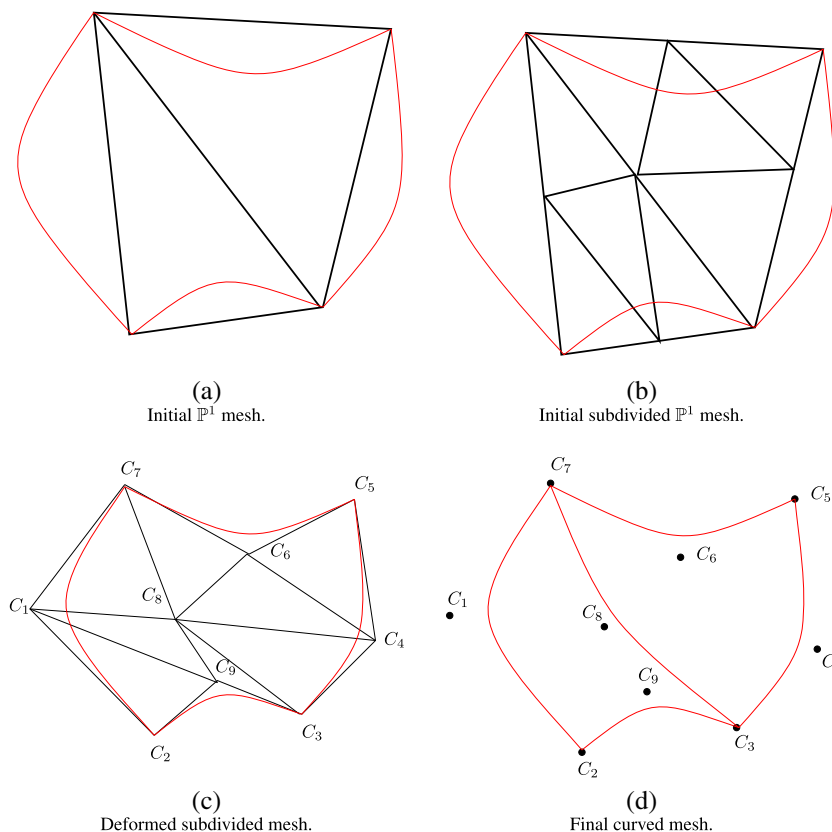 (a)
Initial ℙ¹ mesh.
(b)
Initial subdivided ℙ¹ mesh.
C₇
C₅
C₆
C₈
C₁
C₄
C₉
C₃
C₂
(c)
Deformed subdivided mesh.
C₇
C₅
C₆
C₁
C₈
C
C₉
C₃
C₂
(d)
Final curved mesh.